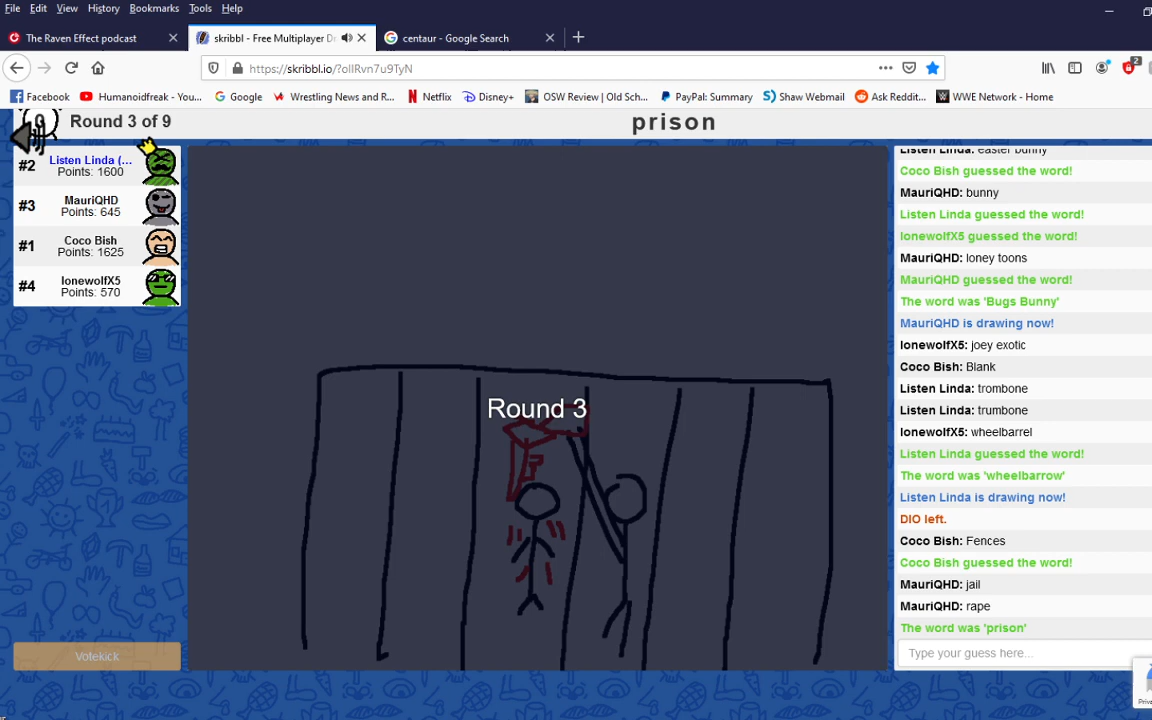 File Edit View History Bookmarks Tools Help
The Raven Effect podcast
skribbl - Free Multiplayer D
centaur - Google Search
https://skribbl.io/?ollRvn7u9TyN
2
Facebook Humanoidfreak - You... Google Wrestling News and R... Netflix Disney+ OSW Review | Old Sch... PayPal: Summary Shaw Webmail Ask Reddit... WWE Network - Home
0 Round 3 of 9
prison
#2 Listen Linda (...
Points: 1600
#3 MauriQHD
Points: 645
#1 Coco Bish
Points: 1625
#4 lonewolfX5
Points: 570
Votekick
Round 3
Listen Linda: easter bunny
Coco Bish guessed the word!
MauriQHD: bunny
Listen Linda guessed the word!
lonewolfX5 guessed the word!
MauriQHD: loney toons
MauriQHD guessed the word!
The word was 'Bugs Bunny'
MauriQHD is drawing now!
lonewolfX5: joey exotic
Coco Bish: Blank
Listen Linda: trombone
Listen Linda: trumbone
lonewolfX5: wheelbarrel
Listen Linda guessed the word!
The word was 'wheelbarrow'
Listen Linda is drawing now!
DIO left.
Coco Bish: Fences
Coco Bish guessed the word!
MauriQHD: jail
MauriQHD: rape
The word was 'prison'
Type your guess here...